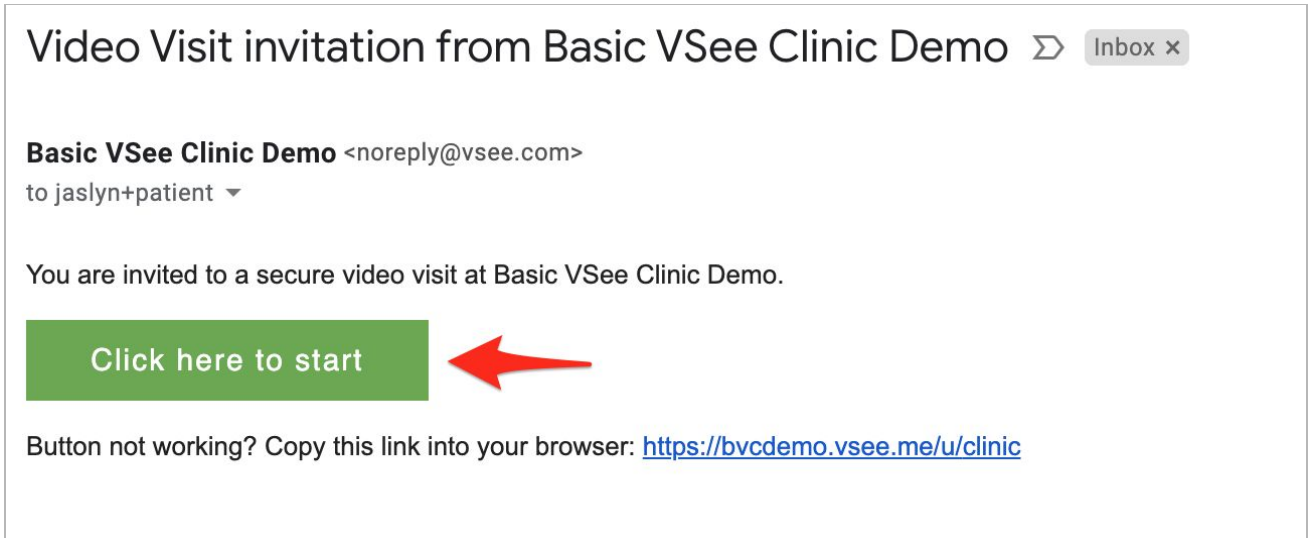 Video Visit invitation from Basic VSee Clinic Demo Inbox ×
Basic VSee Clinic Demo <noreply@vsee.com>
to jaslyn+patient
You are invited to a secure video visit at Basic VSee Clinic Demo.
Click here to start
Button not working? Copy this link into your browser: https://bvcdemo.vsee.me/u/clinic